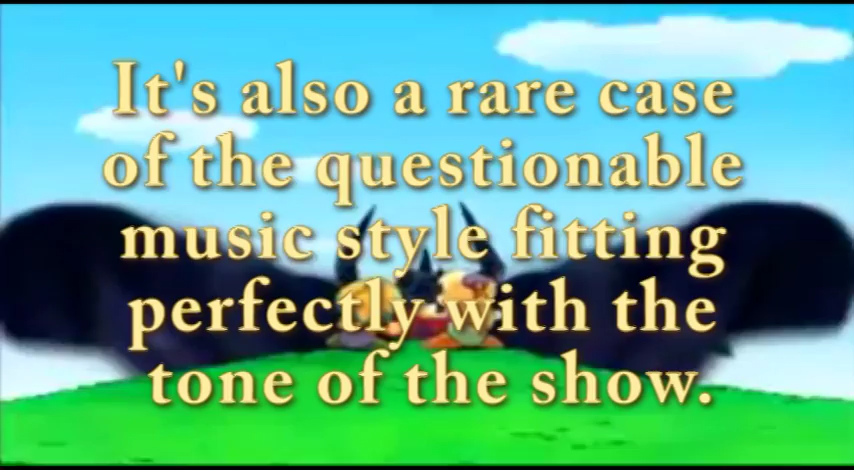 It's also a rare case
of the questionable
music style fitting
perfectly with the
tone of the show.